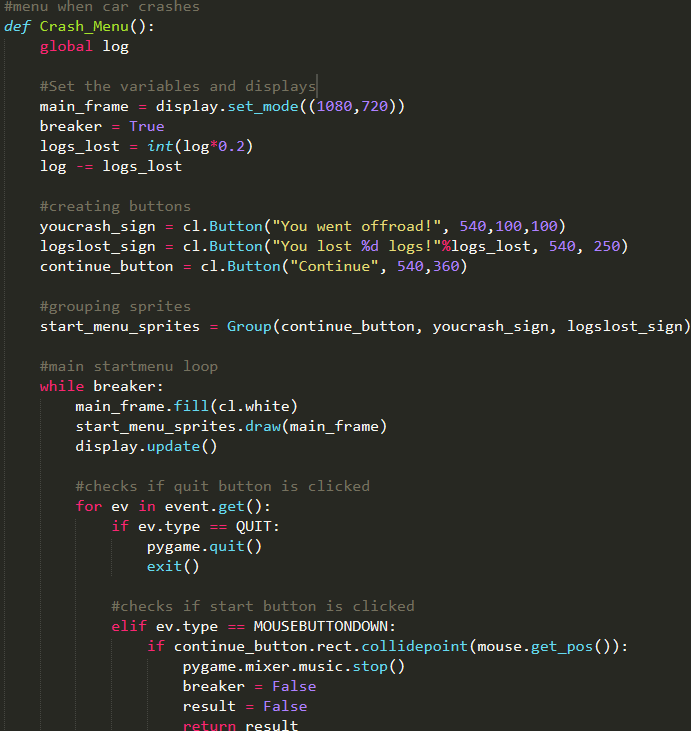 #menu when car crashes
def Crash_Menu():
    global log

    #Set the variables and displays
    main_frame = display.set_mode((1080,720))
    breaker = True
    logs_lost = int(log*0.2)
    log -= logs_lost

    #creating buttons
    youcrash_sign = cl.Button("You went offroad!", 540,100,100)
    logslost_sign = cl.Button("You lost %d logs!"%logs_lost, 540, 250)
    continue_button = cl.Button("Continue", 540,360)

    #grouping sprites
    start_menu_sprites = Group(continue_button, youcrash_sign, logslost_sign)

    #main startmenu loop
    while breaker:
        main_frame.fill(cl.white)
        start_menu_sprites.draw(main_frame)
        display.update()

        #checks if quit button is clicked
        for ev in event.get():
            if ev.type == QUIT:
                pygame.quit()
                exit()

            #checks if start button is clicked
            elif ev.type == MOUSEBUTTONDOWN:
                if continue_button.rect.collidepoint(mouse.get_pos()):
                    pygame.mixer.music.stop()
                    breaker = False
                    result = False
                    return result